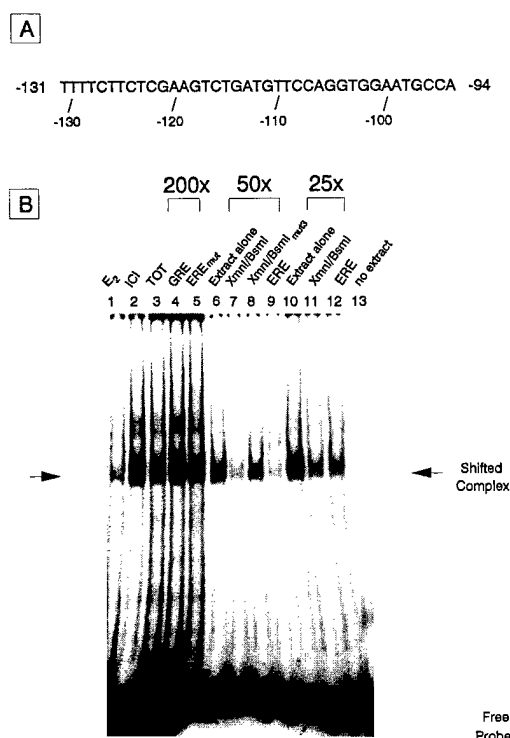 A
-131 TTTTCTTCTCGAAGTCTGATGTTCCAGGTGGAATGCCA -94
-130 -120 -110 -100
B
200x 50x 25x
E2 ICI TOT GRE EREmut Extract alone XmnI/BsmI XmnI/BsmImut3 ERE Extract alone XmnI/BsmI ERE no extract
1 2 3 4 5 6 7 8 9 10 11 12 13
Shifted
Complex
Free
Probe